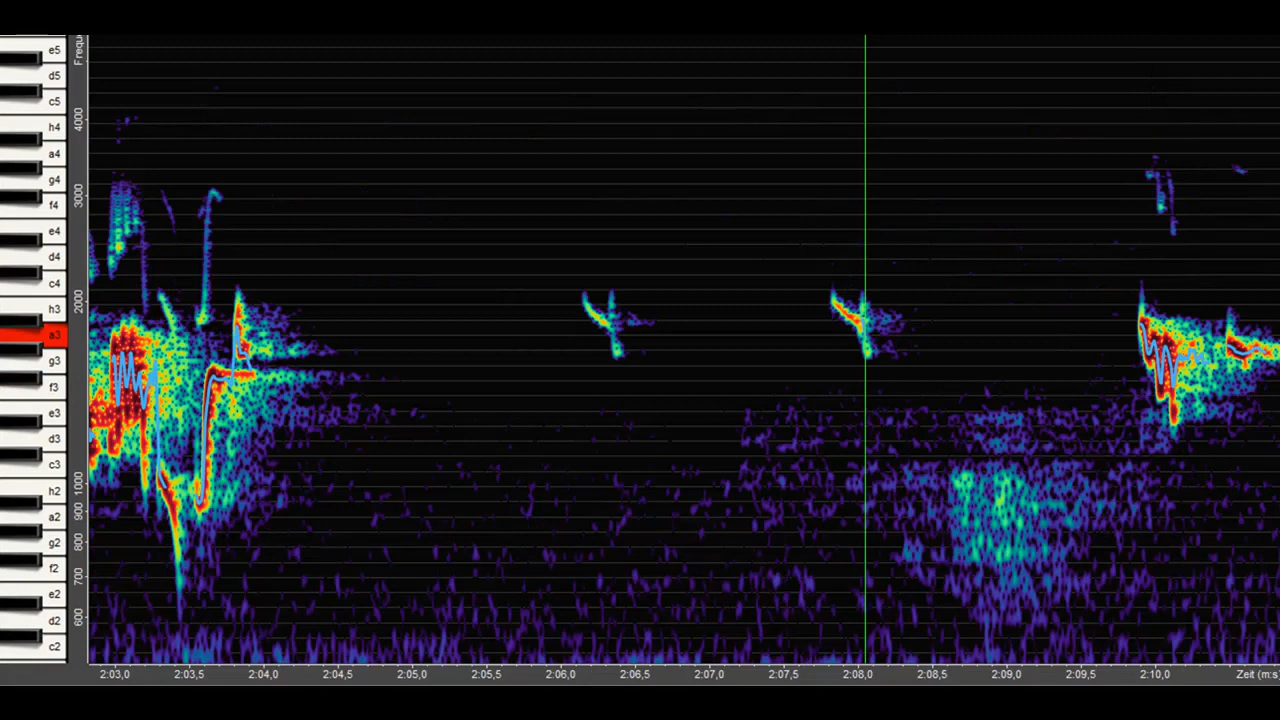 e5
d5
c5
h4
a4
g4
f4
e4
d4
c4
h3
a3
g3
f3
e3
d3
c3
h2
a2
g2
f2
e2
d2
c2
4000
3000
2000
1000
900
800
700
600
2:03,0 2:03,5 2:04,0 2:04,5 2:05,0 2:05,5 2:06,0 2:06,5 2:07,0 2:07,5 2:08,0 2:08,5 2:09,0 2:09,5 2:10,0 Zeit (m:s)